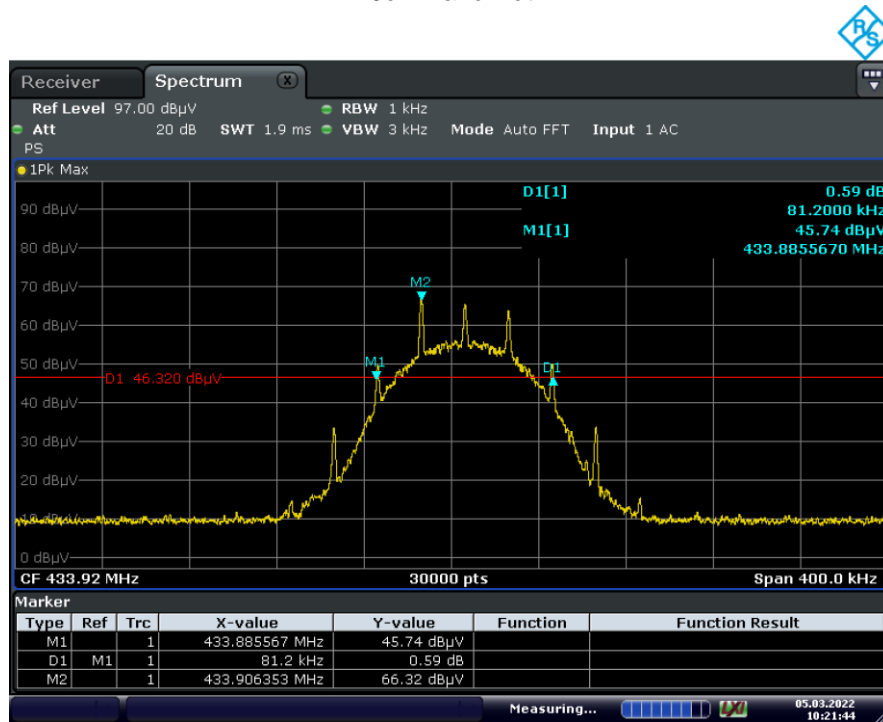 R&S
Receiver Spectrum X
Ref Level 97.00 dBµV RBW 1 kHz
Att 20 dB SWT 1.9 ms VBW 3 kHz Mode Auto FFT Input 1 AC
PS
1Pk Max
D1[1] 0.59 dB
81.2000 kHz
90 dBµV
M1[1] 45.74 dBµV
80 dBµV 433.8855670 MHz
70 dBµV M2
60 dBµV
50 dBµV M1 D1
D1 46.320 dBµV
40 dBµV
30 dBµV
20 dBµV
10 dBµV
0 dBµV
CF 433.92 MHz 30000 pts Span 400.0 kHz
Marker
Type Ref Trc X-value Y-value Function Function Result
M1 1 433.885567 MHz 45.74 dBµV
D1 M1 1 81.2 kHz 0.59 dB
M2 1 433.906353 MHz 66.32 dBµV
Measuring... LXI 05.03.2022
10:21:44